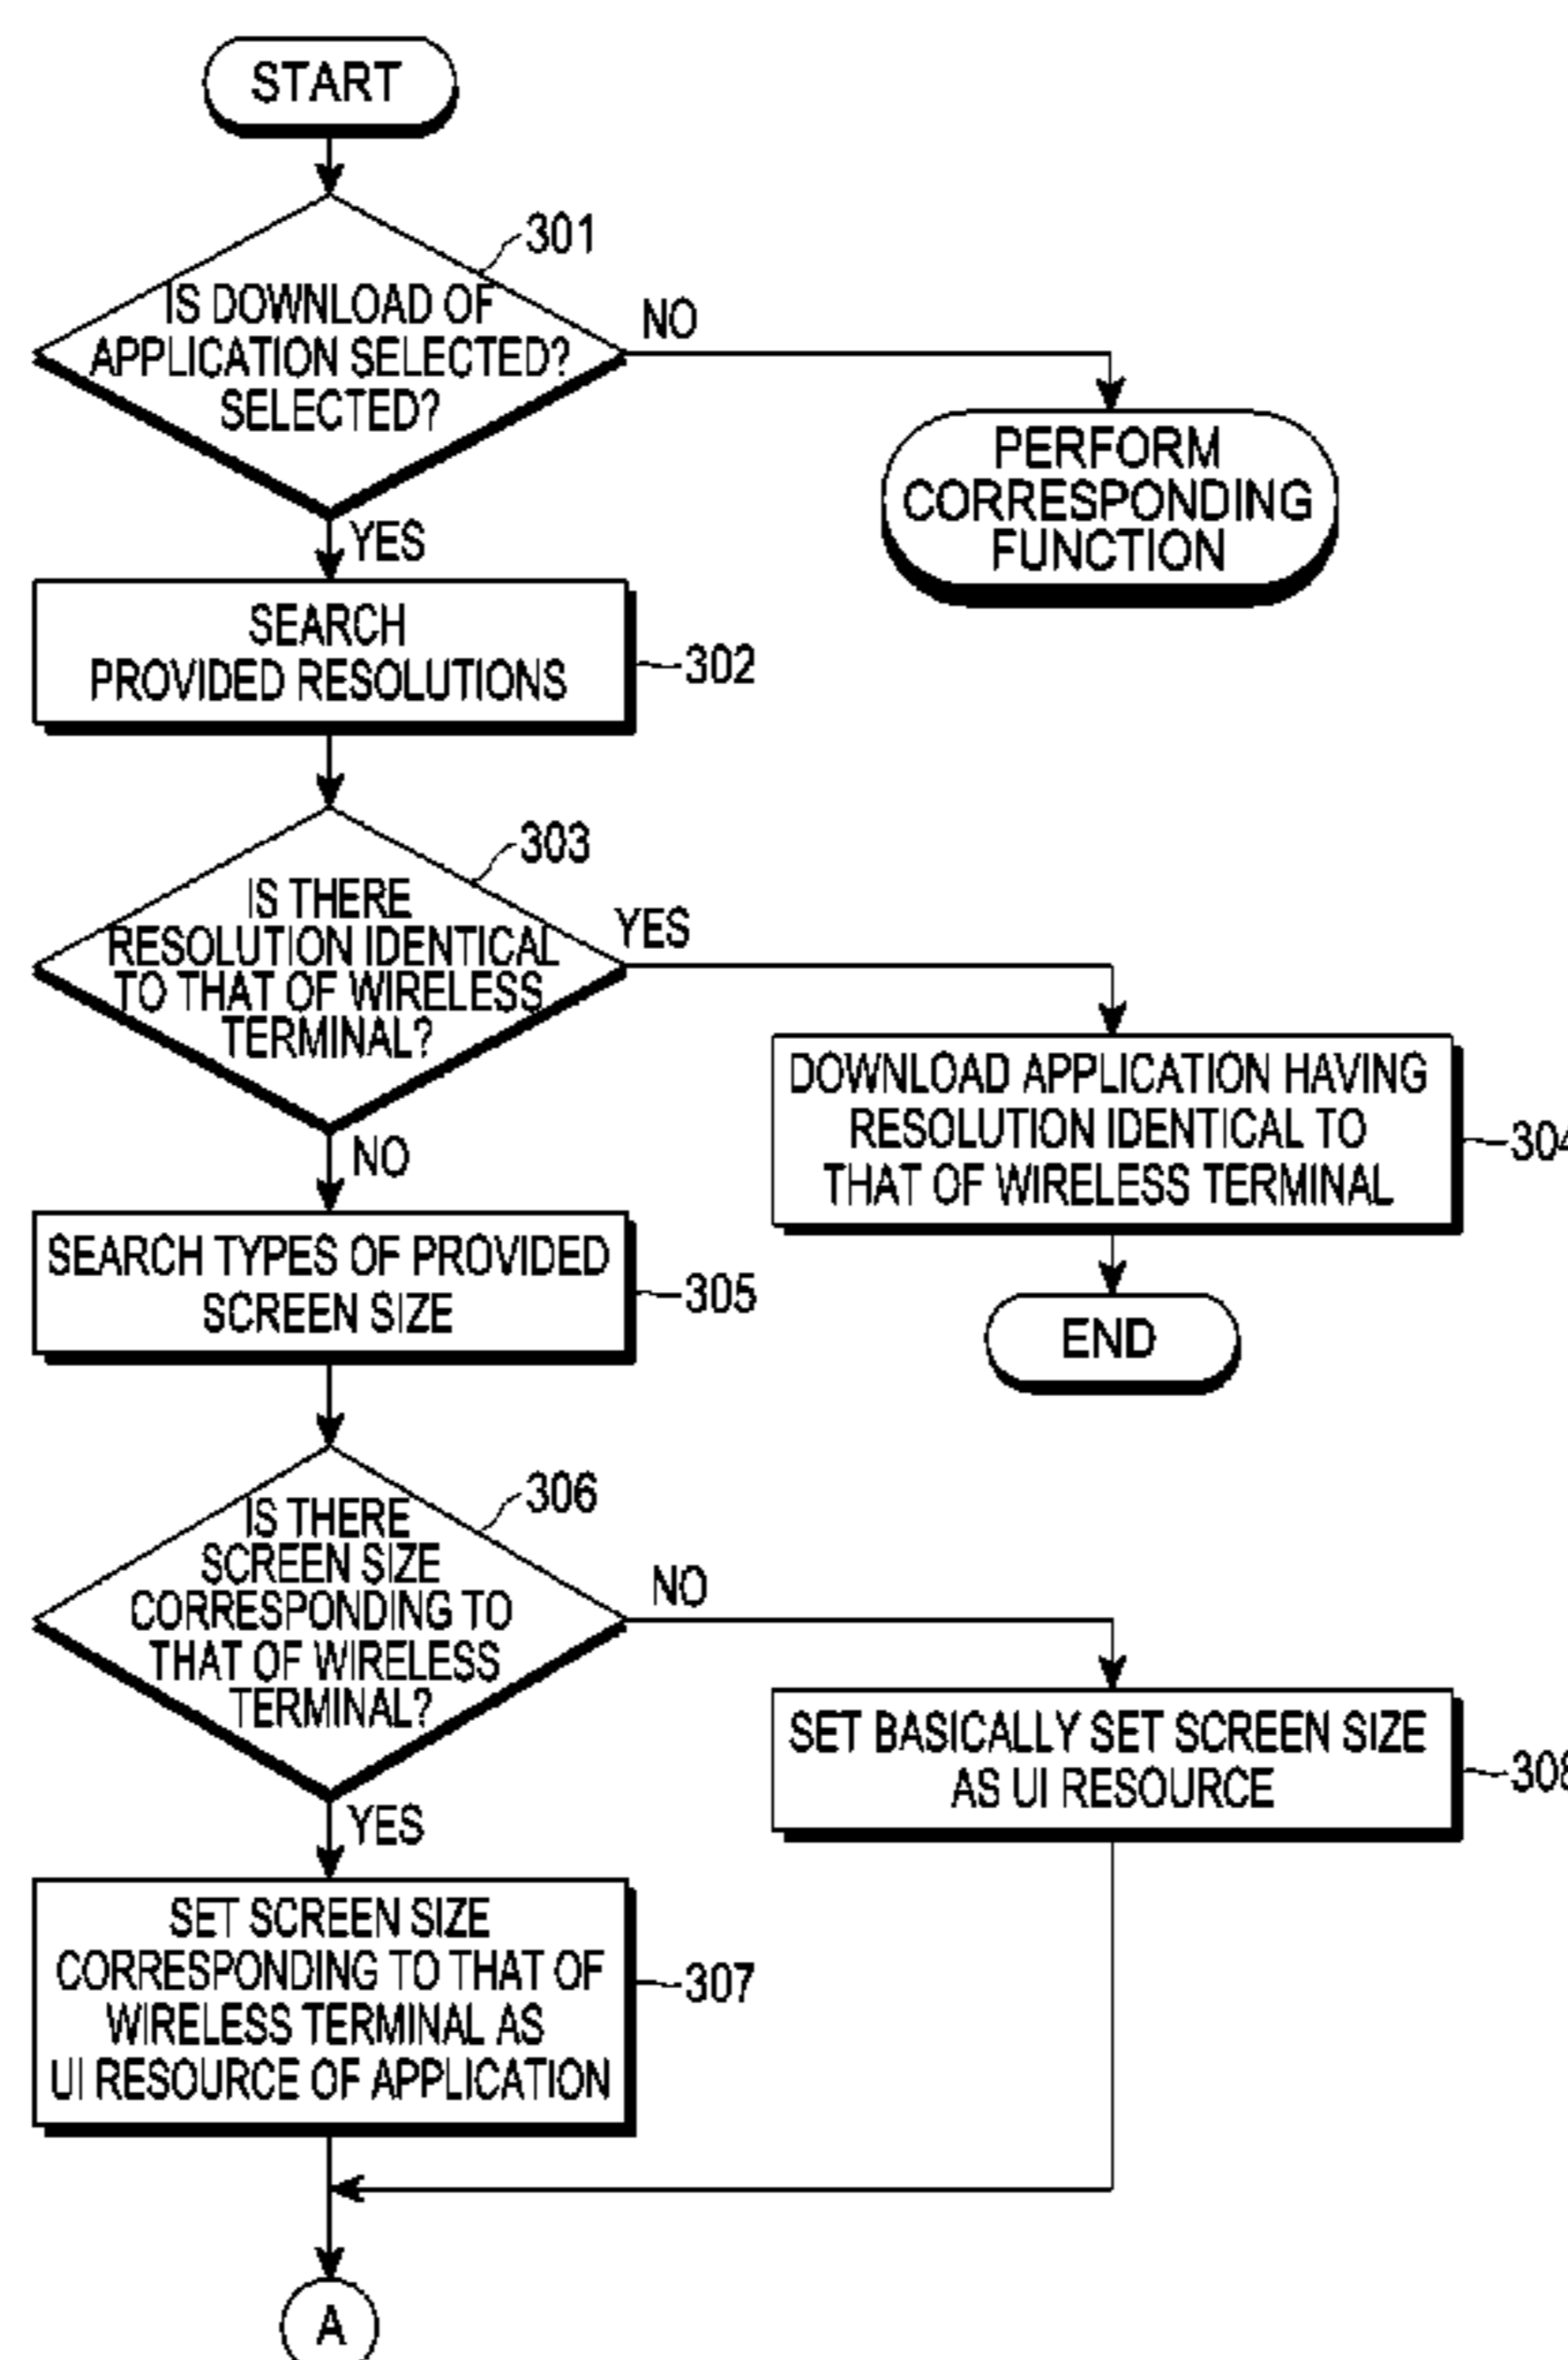 START
301
IS DOWNLOAD OF
APPLICATION SELECTED?
SELECTED?
NO
YES
PERFORM
CORRESPONDING
FUNCTION
SEARCH
PROVIDED RESOLUTIONS
302
303
IS THERE
RESOLUTION IDENTICAL
TO THAT OF WIRELESS
TERMINAL?
YES
NO
DOWNLOAD APPLICATION HAVING
RESOLUTION IDENTICAL TO
THAT OF WIRELESS TERMINAL
304
END
SEARCH TYPES OF PROVIDED
SCREEN SIZE
305
306
IS THERE
SCREEN SIZE
CORRESPONDING TO
THAT OF WIRELESS
TERMINAL?
NO
YES
SET BASICALLY SET SCREEN SIZE
AS UI RESOURCE
308
SET SCREEN SIZE
CORRESPONDING TO THAT OF
WIRELESS TERMINAL AS
UI RESOURCE OF APPLICATION
307
A